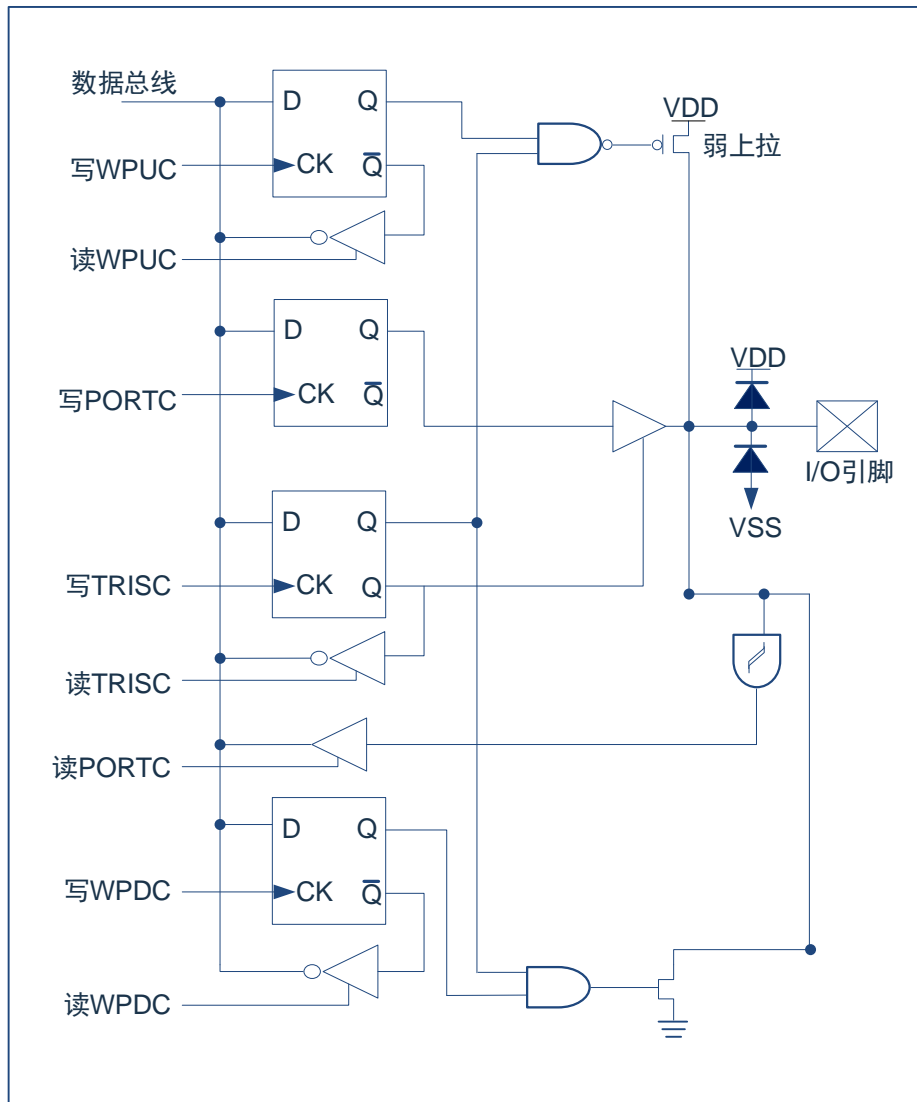 数据总线
D Q
VDD
弱上拉
写WPUC
CK Q
读WPUC
D Q
写PORTC
CK Q
VDD
I/O引脚
VSS
D Q
写TRISC
CK Q
读TRISC
读PORTC
D Q
写WPDC
CK Q
读WPDC